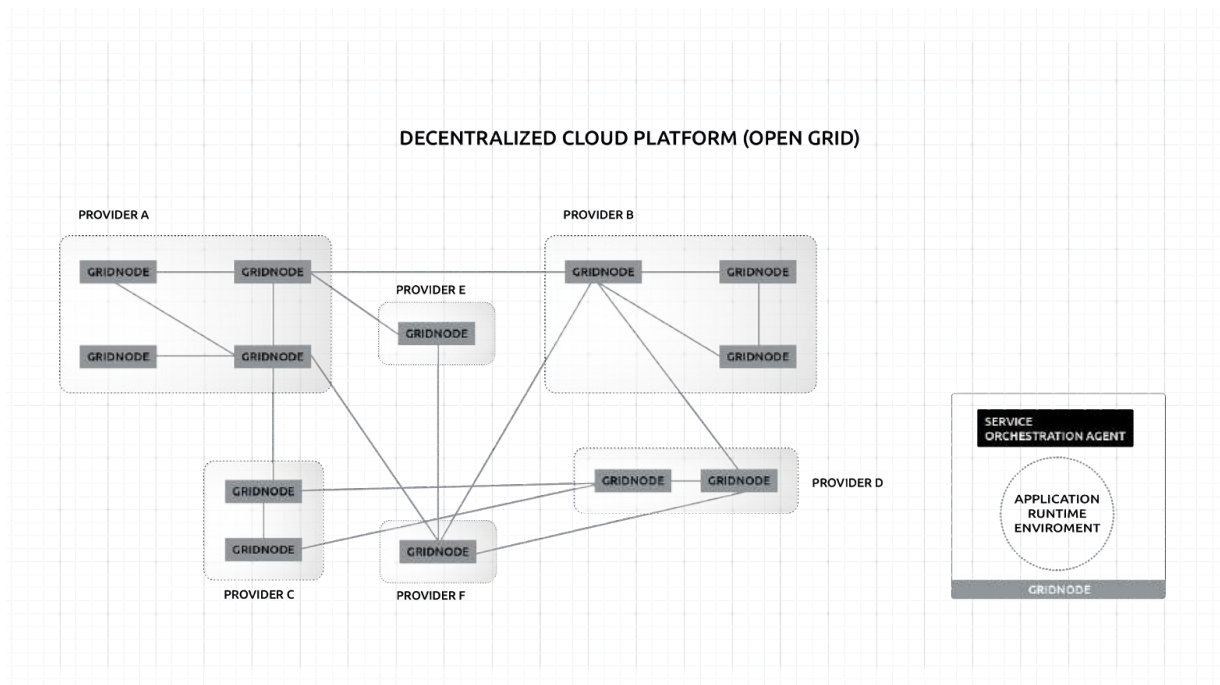 DECENTRALIZED CLOUD PLATFORM (OPEN GRID)
PROVIDER A
PROVIDER B
GRIDNODE
GRIDNODE
GRIDNODE
GRIDNODE
PROVIDER E
GRIDNODE
GRIDNODE
GRIDNODE
GRIDNODE
GRIDNODE
GRIDNODE
GRIDNODE
PROVIDER D
GRIDNODE
GRIDNODE
GRIDNODE
PROVIDER C
PROVIDER F
SERVICE
ORCHESTRATION AGENT
APPLICATION
RUNTIME
ENVIROMENT
GRIDNODE